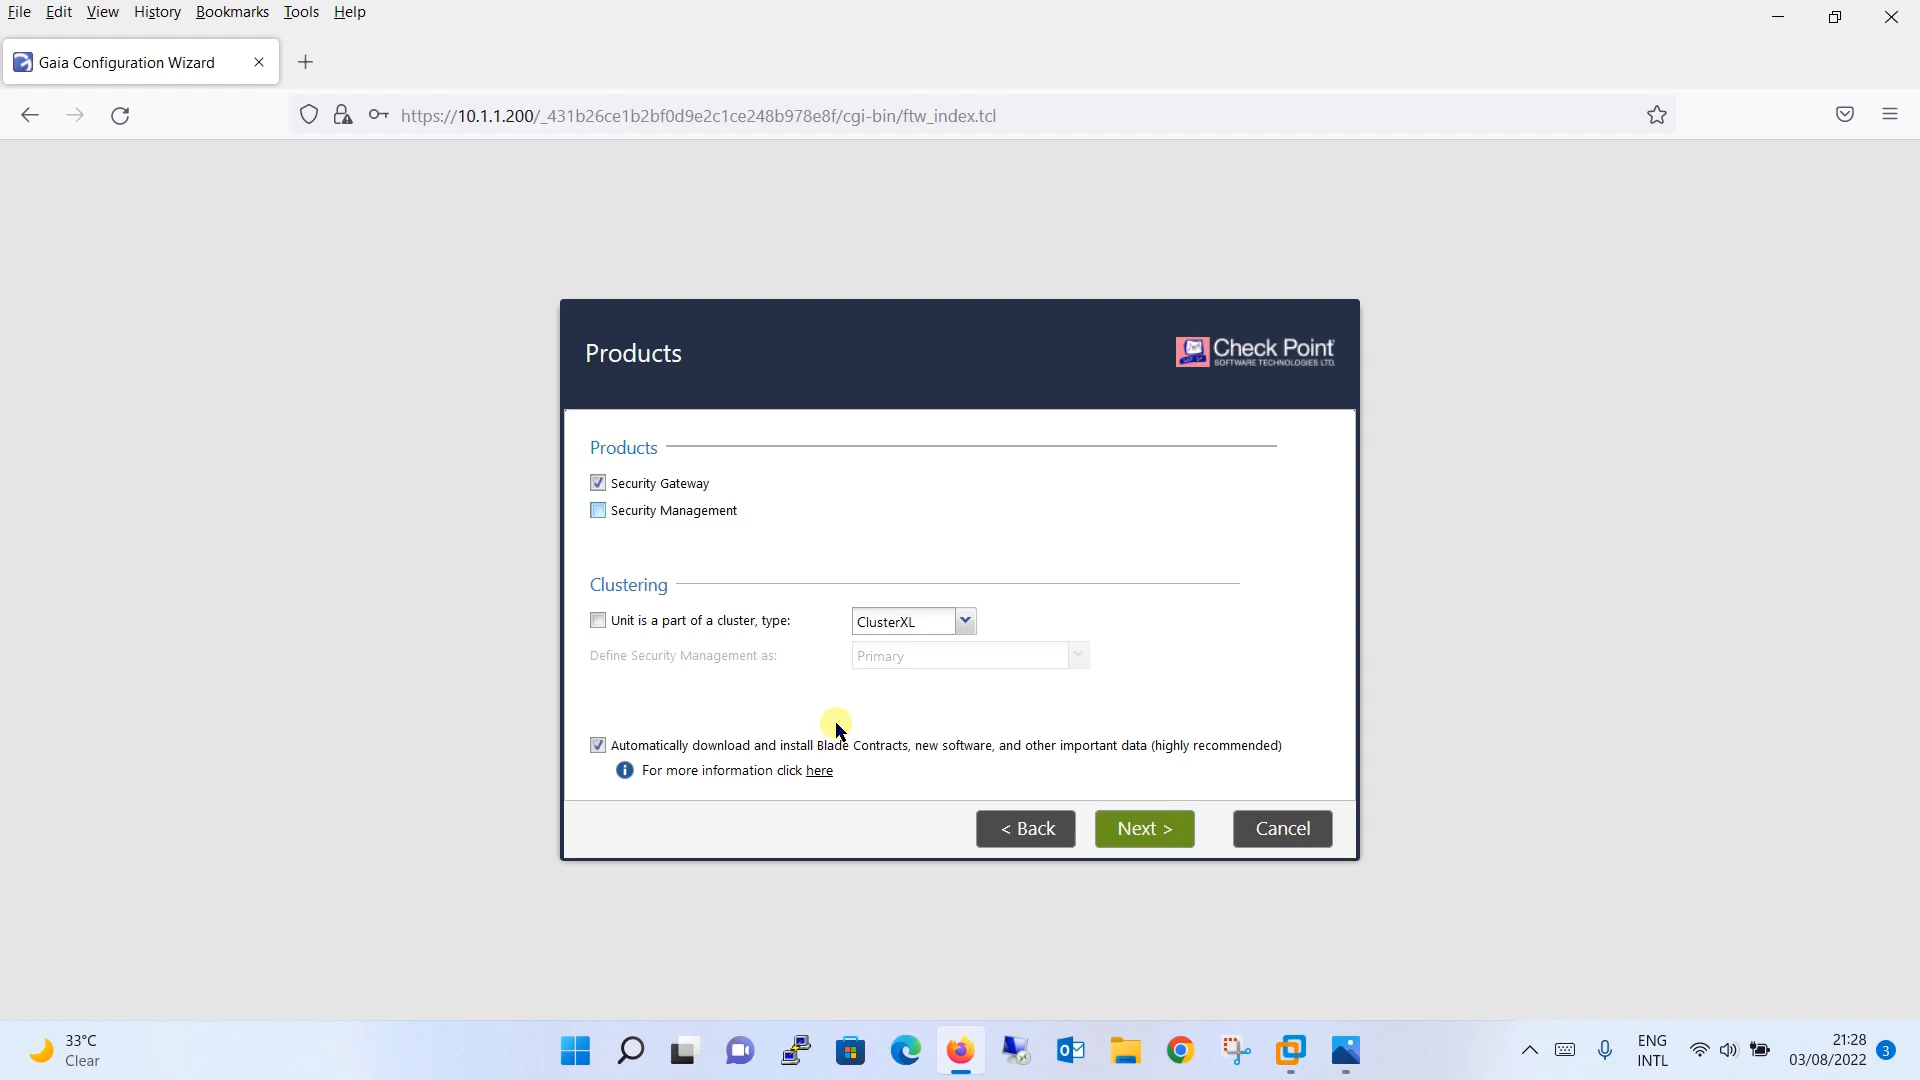 File Edit View History Bookmarks Tools Help
Gaia Configuration Wizard
https://10.1.1.200/_431b26ce1b2bf0d9e2c1ce248b978e8f/cgi-bin/ftw_index.tcl
Products
Check Point
SOFTWARE TECHNOLOGIES LTD.
Products
Security Gateway
Security Management
Clustering
Unit is a part of a cluster, type: ClusterXL
Define Security Management as: Primary
Automatically download and install Blade Contracts, new software, and other important data (highly recommended)
For more information click here
< Back Next > Cancel
33°C
Clear
ENG
INTL
21:28
03/08/2022
3